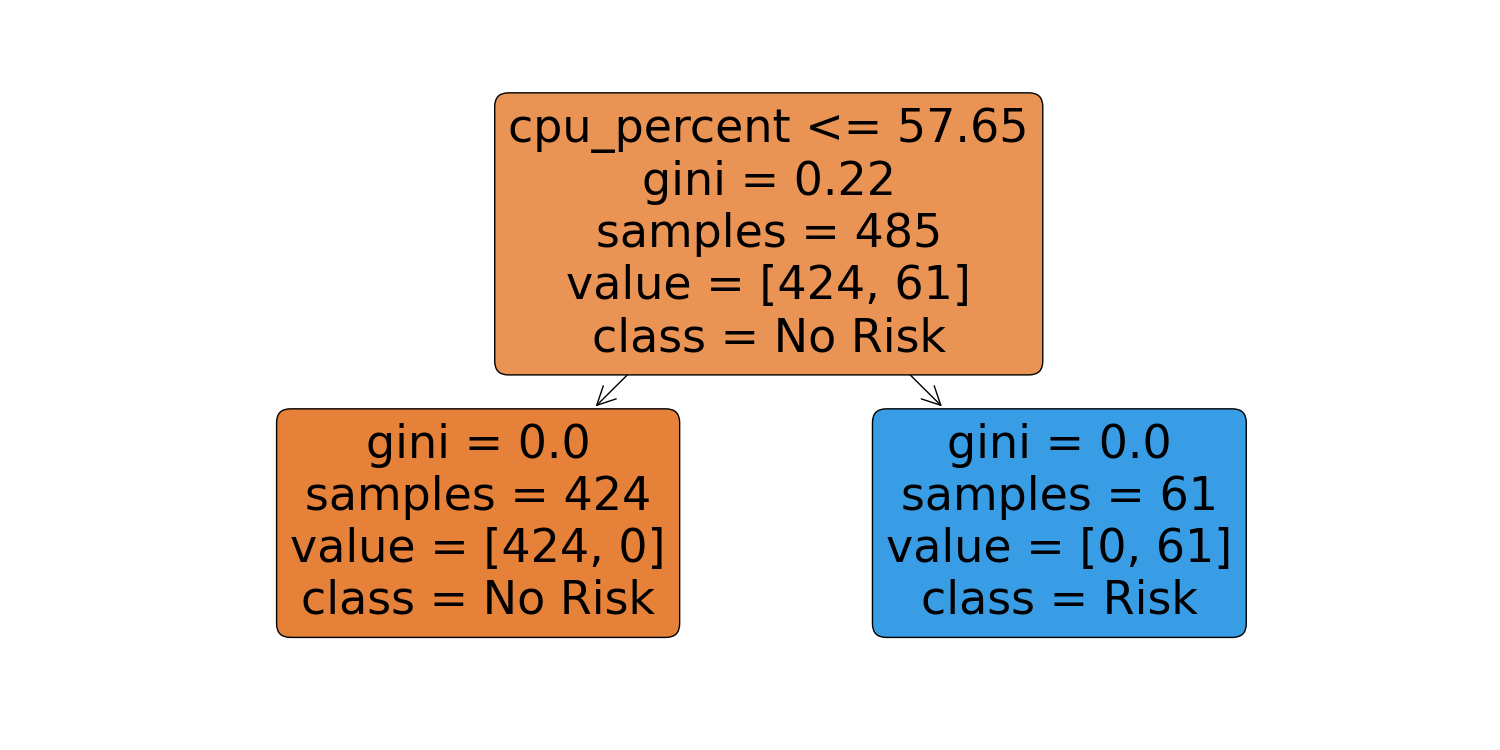 cpu_percent <= 57.65
gini = 0.22
samples = 485
value = [424, 61]
class = No Risk
gini = 0.0
samples = 424
value = [424, 0]
class = No Risk
gini = 0.0
samples = 61
value = [0, 61]
class = Risk